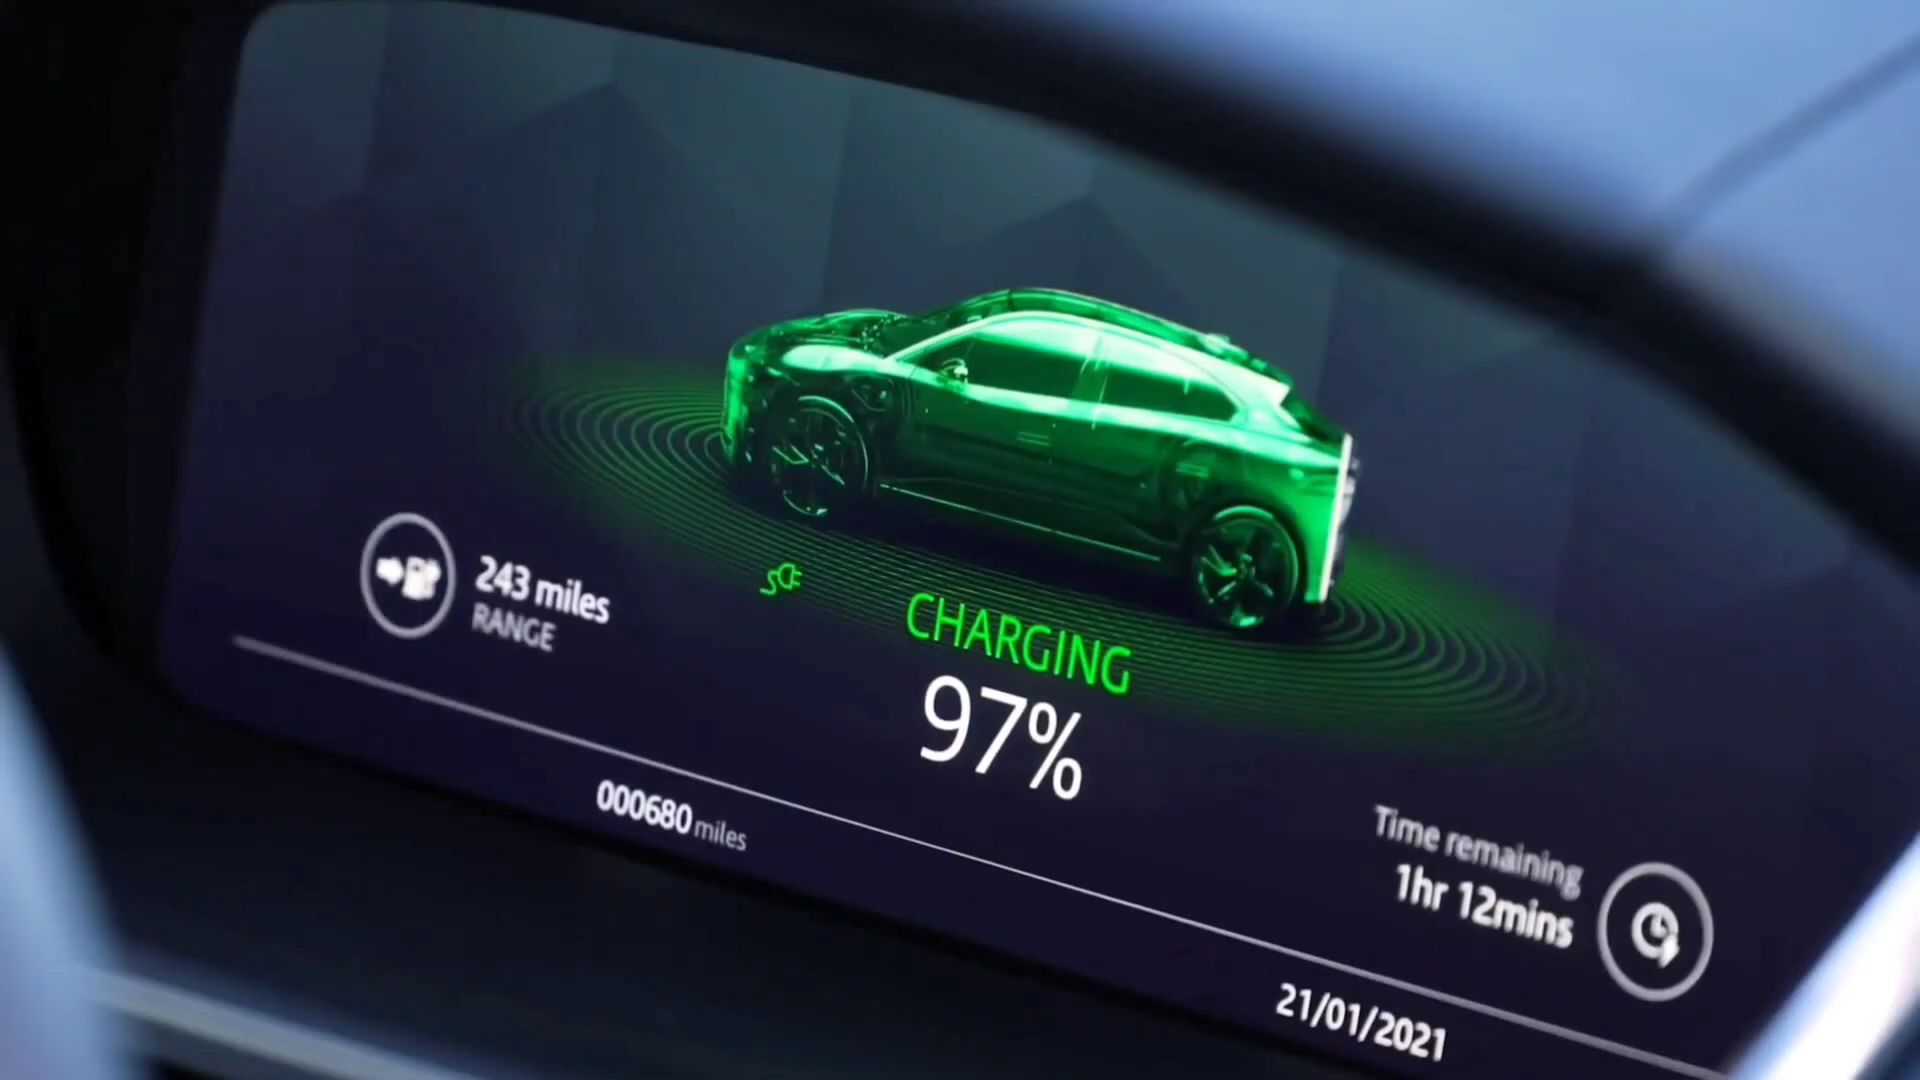 243 miles
RANGE
CHARGING
97%
000680 miles
Time remaining
1hr 12mins
21/01/2021